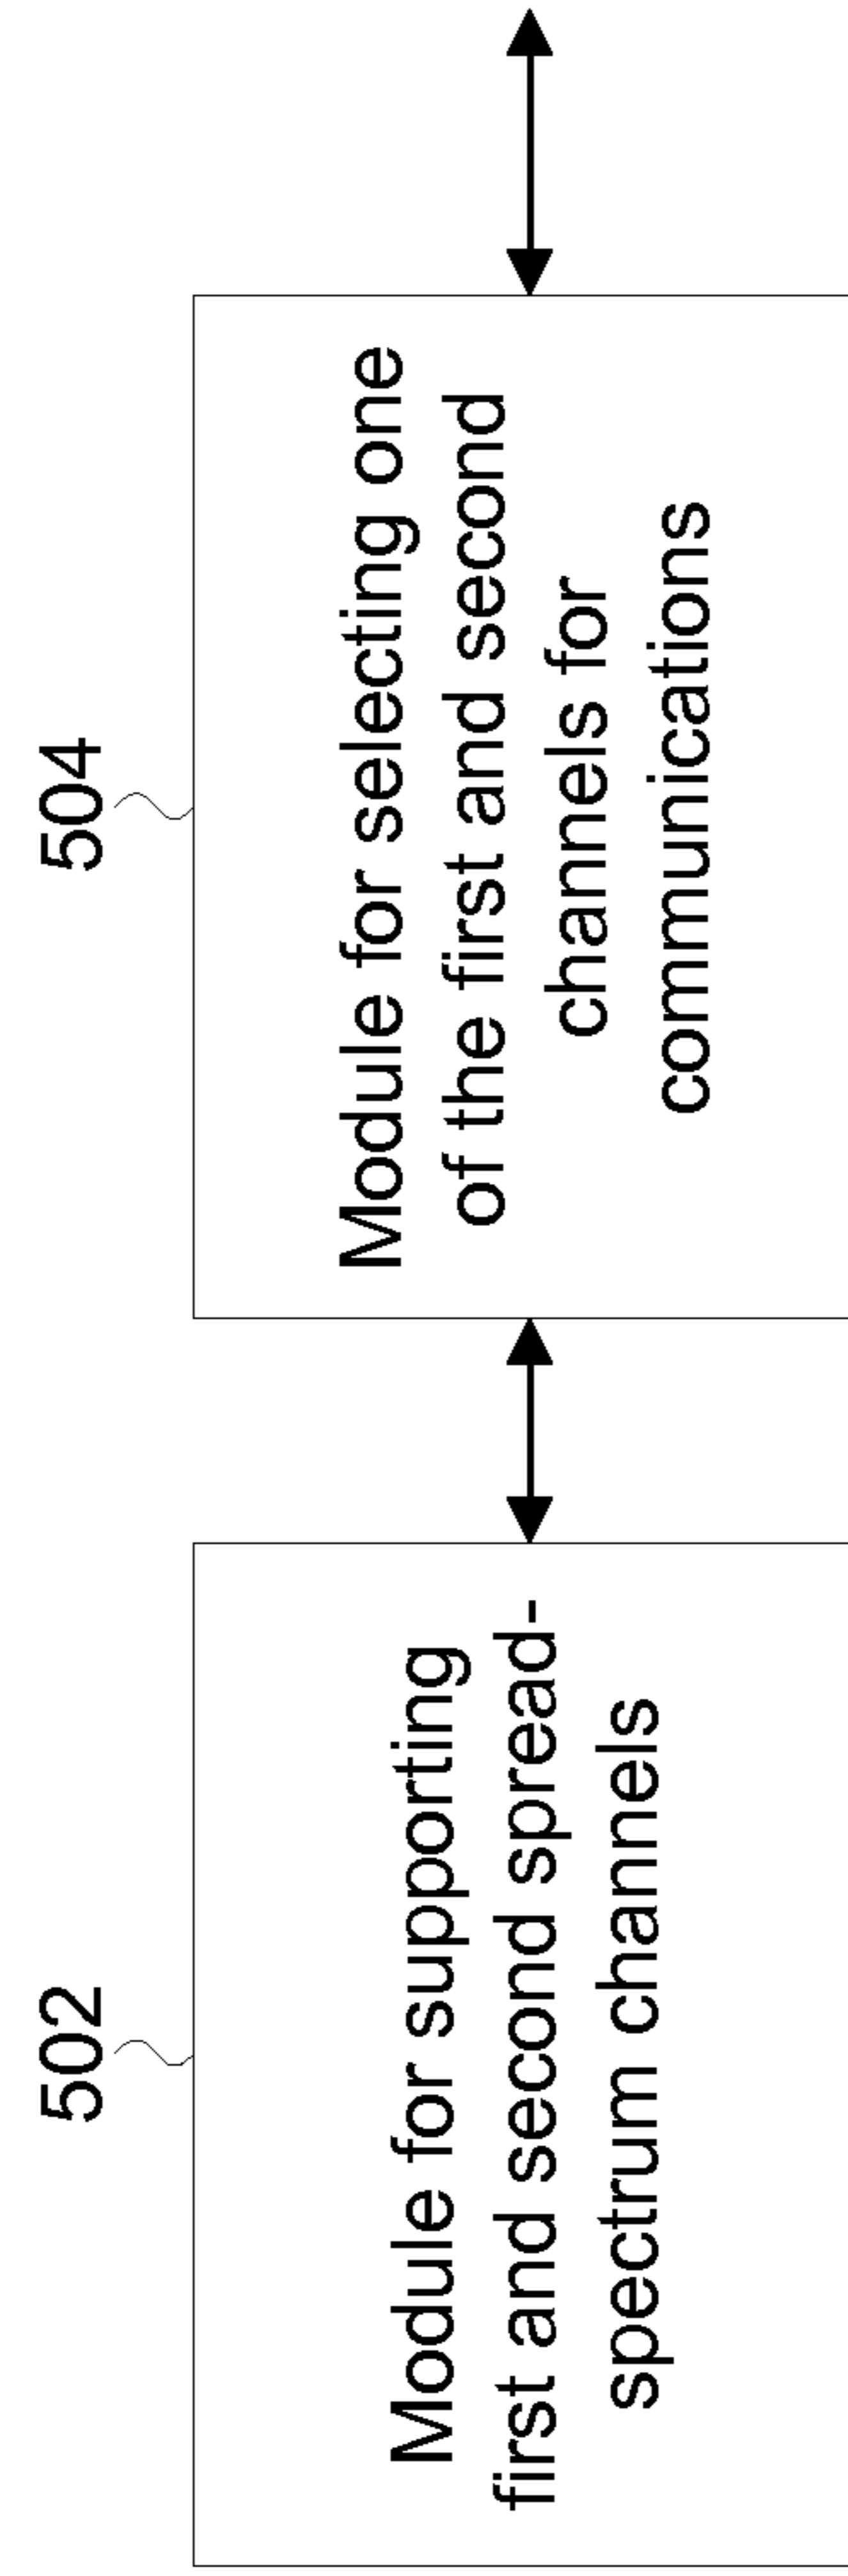 502
Module for supporting
first and second spread-
spectrum channels
504
Module for selecting one
of the first and second
channels for
communications